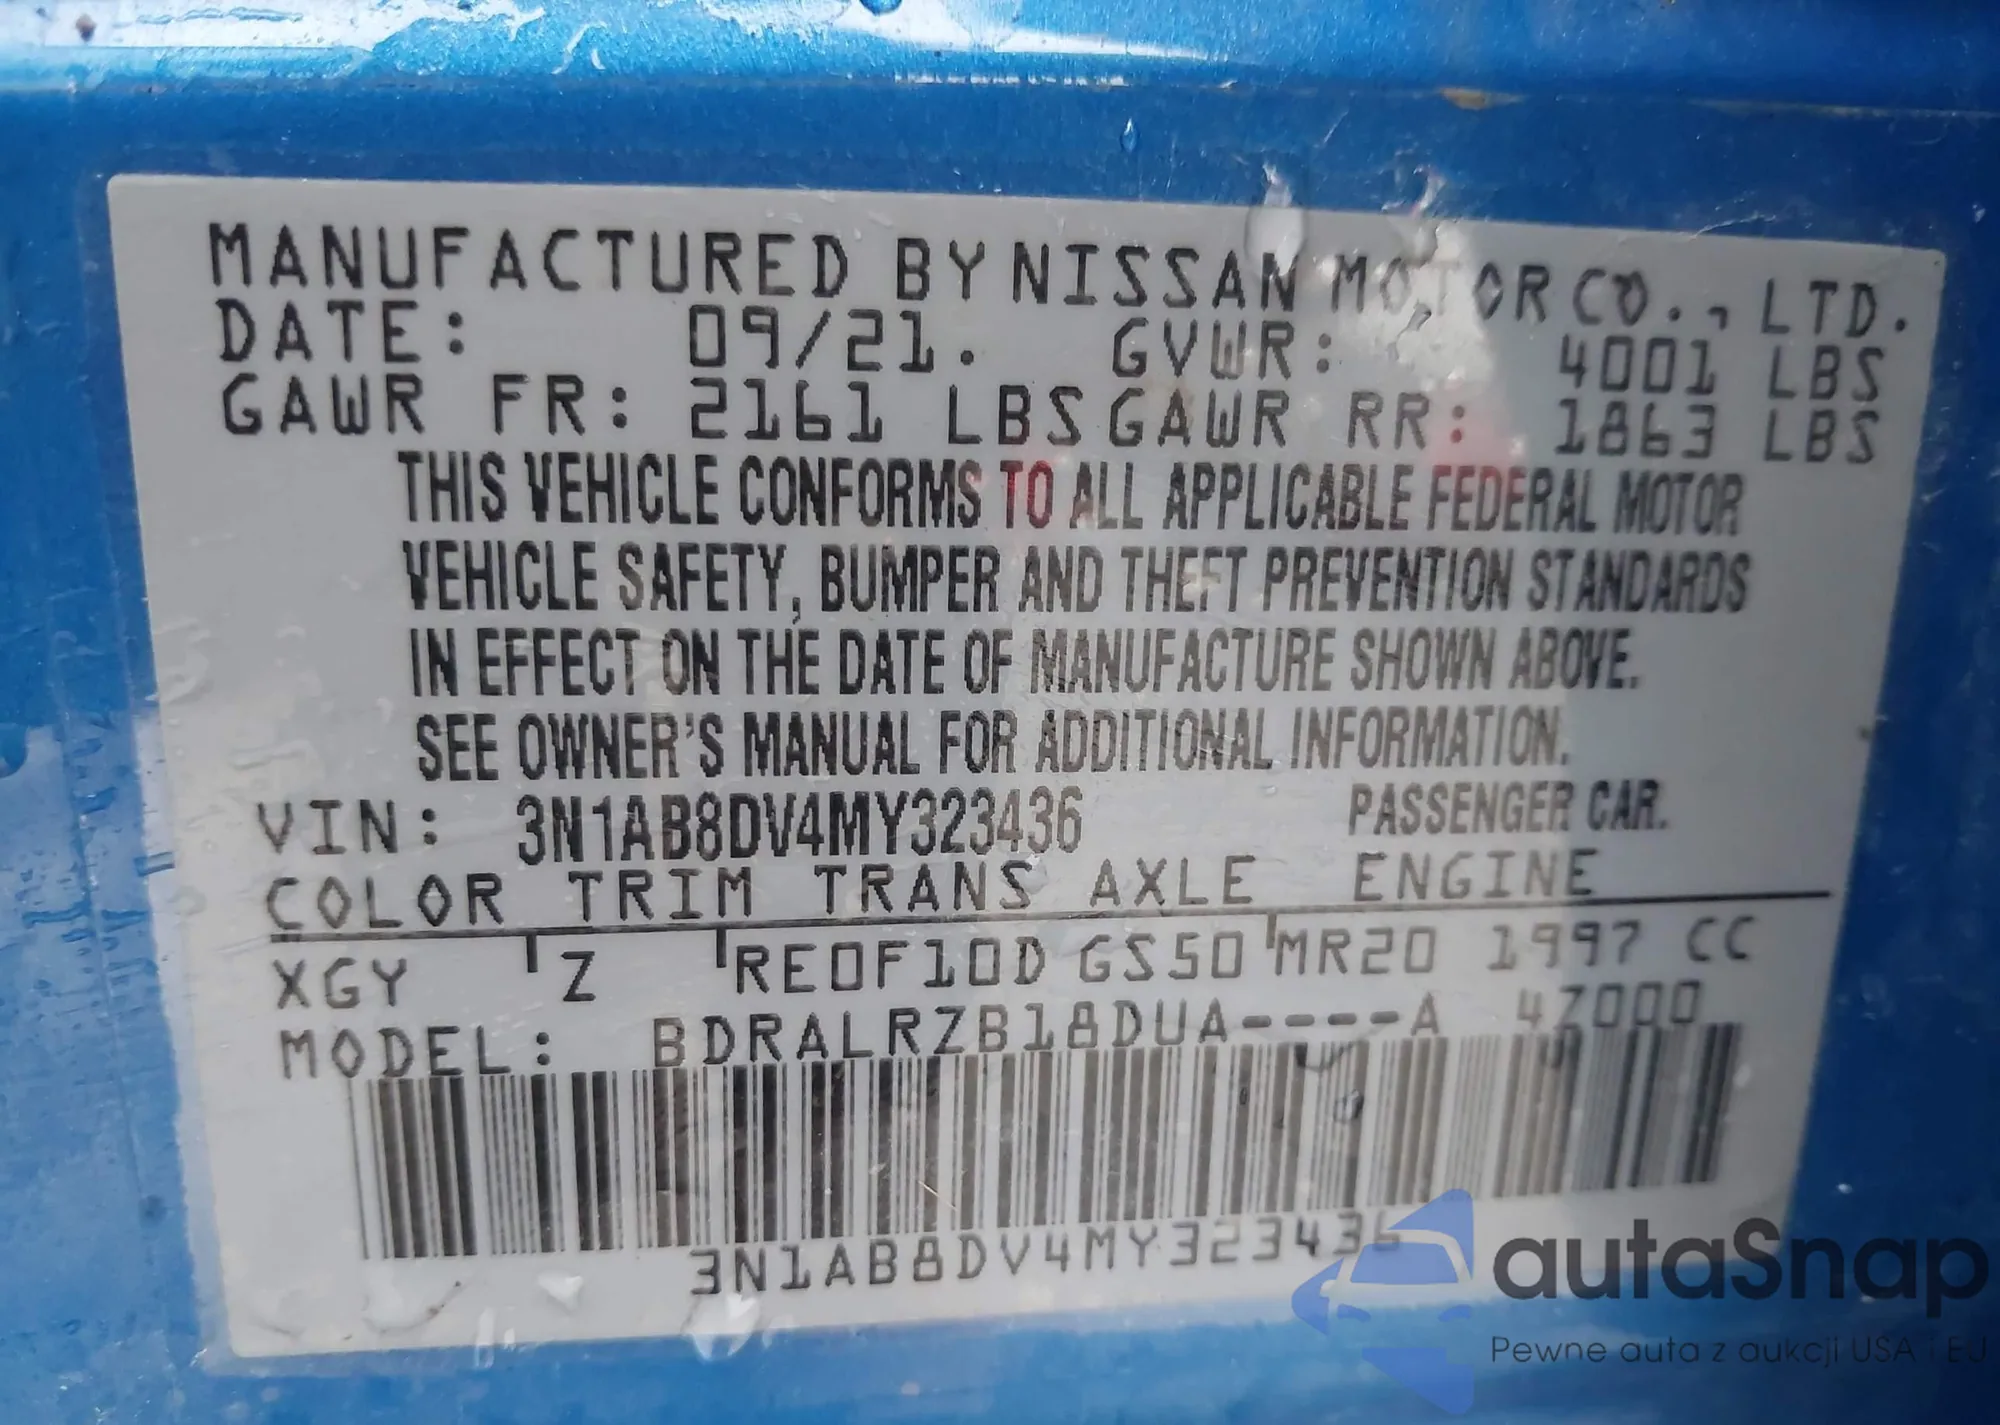 MANUFACTURED BY NISSAN MOTOR CO., LTD.
DATE: 09/21. GVWR: 4001 LBS
GAWR FR: 2161 LBS GAWR RR: 1863 LBS
THIS VEHICLE CONFORMS TO ALL APPLICABLE FEDERAL MOTOR
VEHICLE SAFETY, BUMPER AND THEFT PREVENTION STANDARDS
IN EFFECT ON THE DATE OF MANUFACTURE SHOWN ABOVE.
SEE OWNER'S MANUAL FOR ADDITIONAL INFORMATION.
VIN: 3N1AB8DV4MY323436 PASSENGER CAR.
COLOR TRIM TRANS AXLE ENGINE
XGY Z RE0F10D GS50 MR20 1997 CC
MODEL: BDRALRZB18DUA----A 47000
3N1AB8DV4MY323436
autaSnap
Pewne auta z aukcji USA i EU